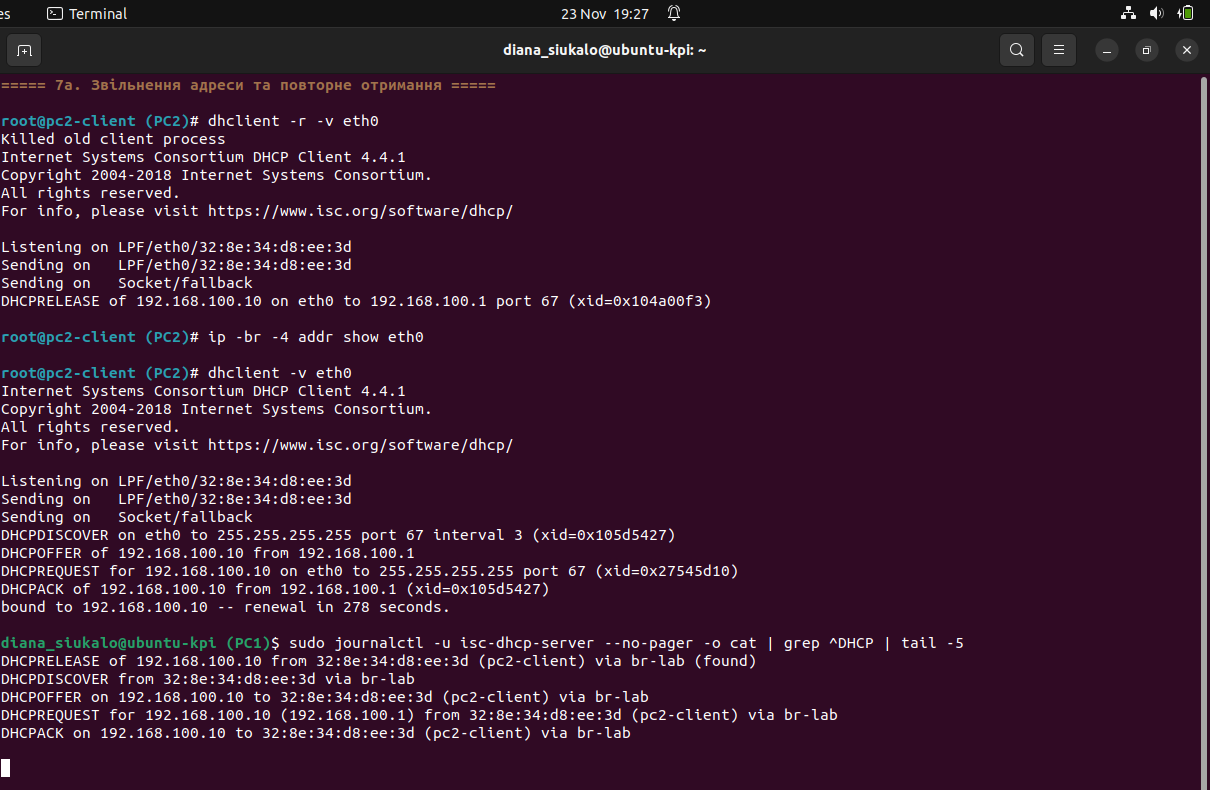 es
Terminal
23 Nov 19:27
diana_siukalo@ubuntu-kpi: ~
===== 7а. Звільнення адреси та повторне отримання =====
root@pc2-client (PC2)# dhclient -r -v eth0
Killed old client process
Internet Systems Consortium DHCP Client 4.4.1
Copyright 2004-2018 Internet Systems Consortium.
All rights reserved.
For info, please visit https://www.isc.org/software/dhcp/
Listening on LPF/eth0/32:8e:34:d8:ee:3d
Sending on   LPF/eth0/32:8e:34:d8:ee:3d
Sending on   Socket/fallback
DHCPRELEASE of 192.168.100.10 on eth0 to 192.168.100.1 port 67 (xid=0x104a00f3)
root@pc2-client (PC2)# ip -br -4 addr show eth0
root@pc2-client (PC2)# dhclient -v eth0
Internet Systems Consortium DHCP Client 4.4.1
Copyright 2004-2018 Internet Systems Consortium.
All rights reserved.
For info, please visit https://www.isc.org/software/dhcp/
Listening on LPF/eth0/32:8e:34:d8:ee:3d
Sending on   LPF/eth0/32:8e:34:d8:ee:3d
Sending on   Socket/fallback
DHCPDISCOVER on eth0 to 255.255.255.255 port 67 interval 3 (xid=0x105d5427)
DHCPOFFER of 192.168.100.10 from 192.168.100.1
DHCPREQUEST for 192.168.100.10 on eth0 to 255.255.255.255 port 67 (xid=0x27545d10)
DHCPACK of 192.168.100.10 from 192.168.100.1 (xid=0x105d5427)
bound to 192.168.100.10 -- renewal in 278 seconds.
diana_siukalo@ubuntu-kpi (PC1)$ sudo journalctl -u isc-dhcp-server --no-pager -o cat | grep ^DHCP | tail -5
DHCPRELEASE of 192.168.100.10 from 32:8e:34:d8:ee:3d (pc2-client) via br-lab (found)
DHCPDISCOVER from 32:8e:34:d8:ee:3d via br-lab
DHCPOFFER on 192.168.100.10 to 32:8e:34:d8:ee:3d (pc2-client) via br-lab
DHCPREQUEST for 192.168.100.10 (192.168.100.1) from 32:8e:34:d8:ee:3d (pc2-client) via br-lab
DHCPACK on 192.168.100.10 to 32:8e:34:d8:ee:3d (pc2-client) via br-lab